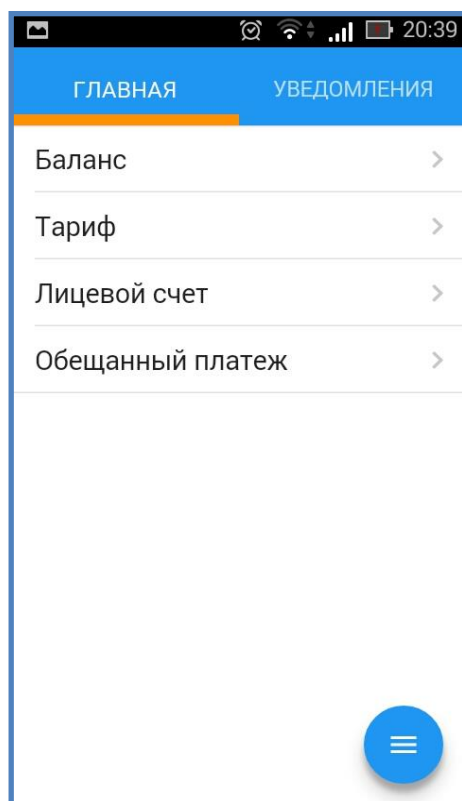 20:39
ГЛАВНАЯ УВЕДОМЛЕНИЯ
Баланс
Тариф
Лицевой счет
Обещанный платеж